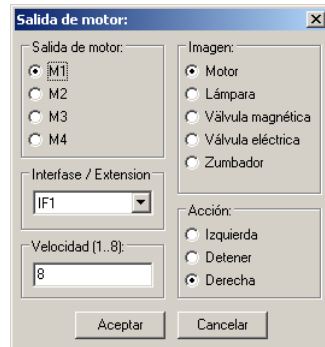 Salida de motor:
Salida de motor:
M1
M2
M3
M4
Interfase / Extension
IF1
Velocidad (1..8):
8
Imagen:
Motor
Lámpara
Välvula magnética
Válvula eléctrica
Zumbador
Acción:
Izquierda
Detener
Derecha
Aceptar
Cancelar